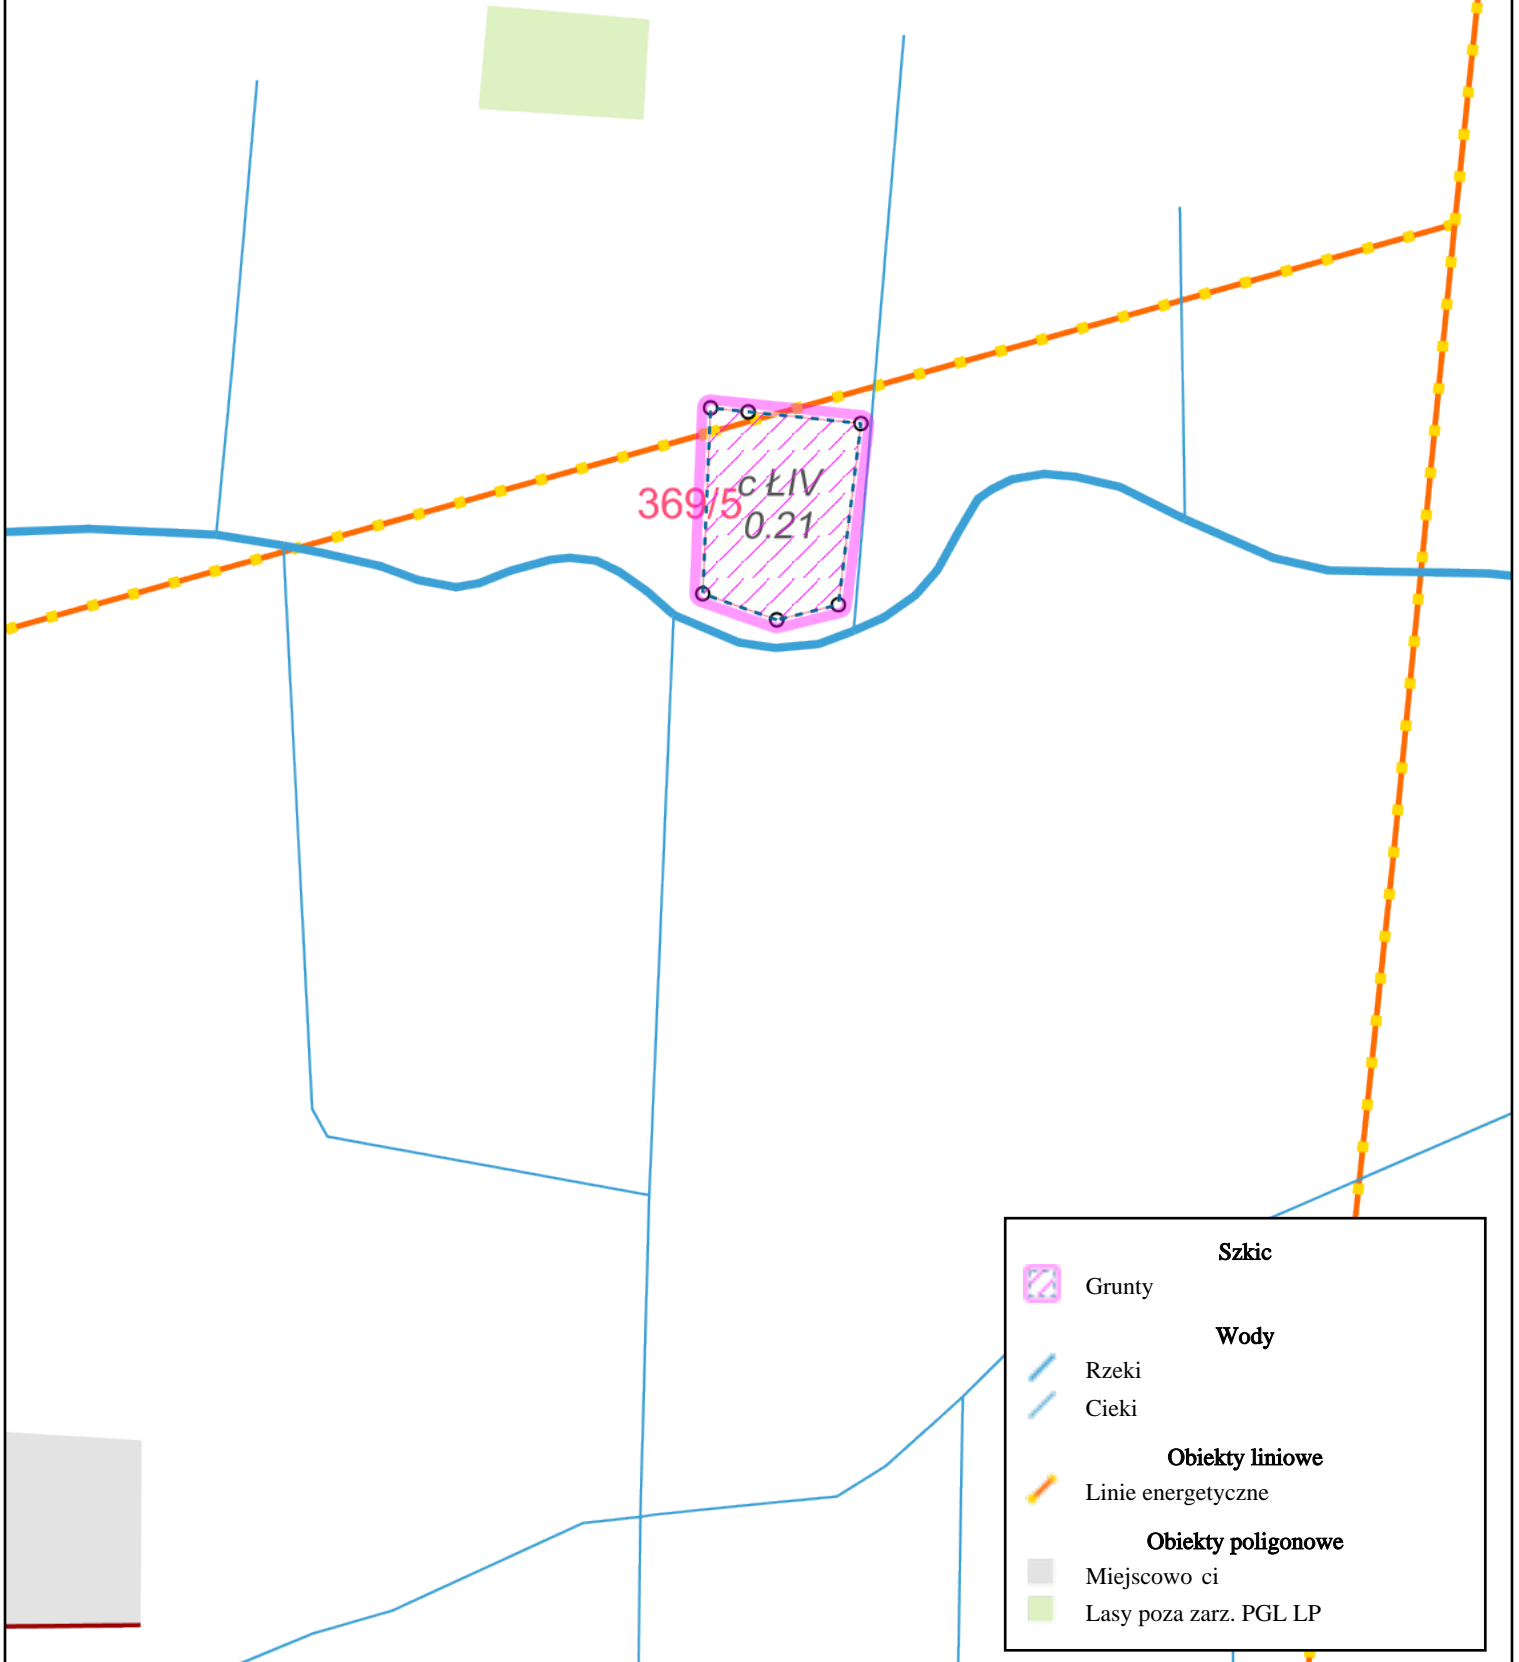 c ŁIV
369/5
0.21
Szkic
Grunty
Wody
Rzeki
Cieki
Obiekty liniowe
Linie energetyczne
Obiekty poligonowe
Miejscowo ci
Lasy poza zarz. PGL LP